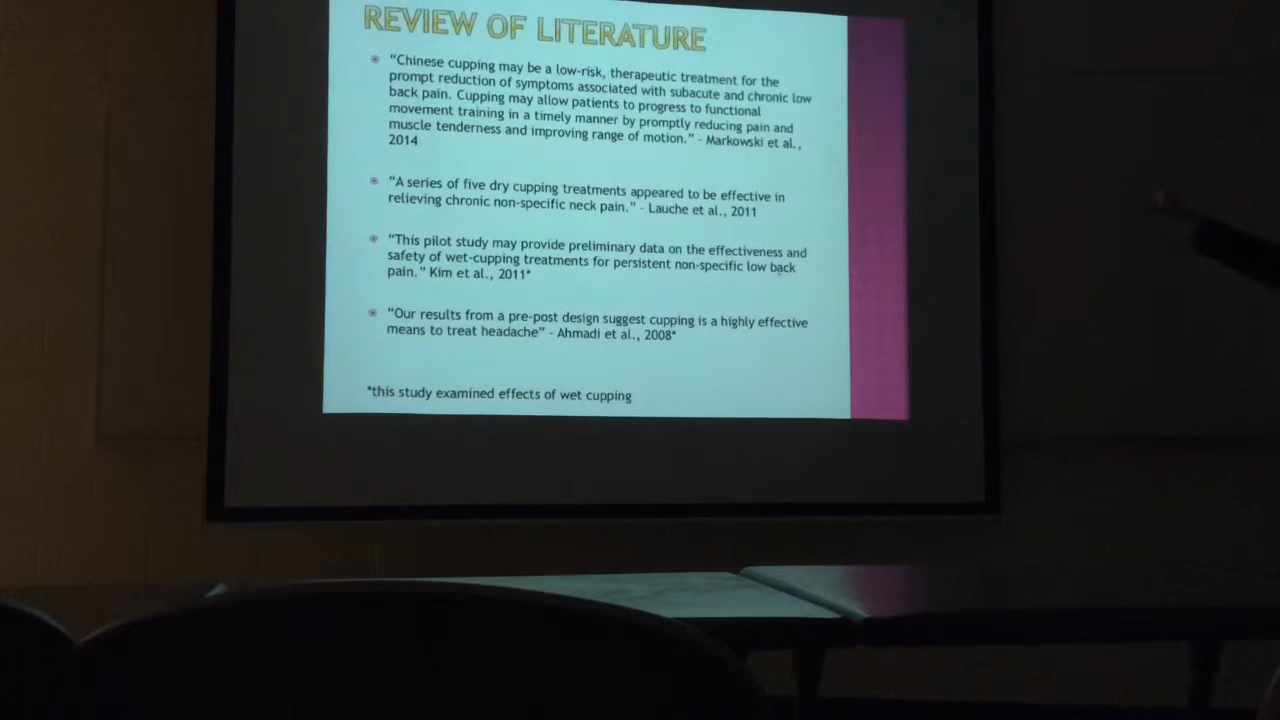 REVIEW OF LITERATURE
“Chinese cupping may be a low-risk, therapeutic treatment for the
prompt reduction of symptoms associated with subacute and chronic low
back pain. Cupping may allow patients to progress to functional
movement training in a timely manner by promptly reducing pain and
muscle tenderness and improving range of motion.” - Markowski et al.,
2014
“A series of five dry cupping treatments appeared to be effective in
relieving chronic non-specific neck pain.” - Lauche et al., 2011
“This pilot study may provide preliminary data on the effectiveness and
safety of wet-cupping treatments for persistent non-specific low back
pain.” Kim et al., 2011*
“Our results from a pre-post design suggest cupping is a highly effective
means to treat headache” - Ahmadi et al., 2008*
*this study examined effects of wet cupping